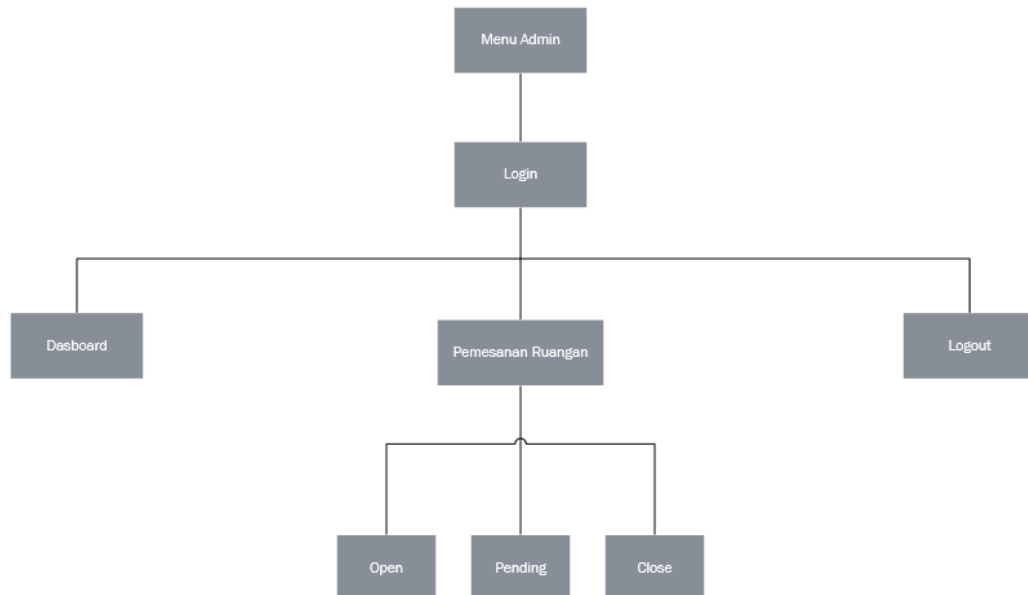 Menu Admin
Login
Dasboard
Pemesanan Ruangan
Logout
Open
Pending
Close